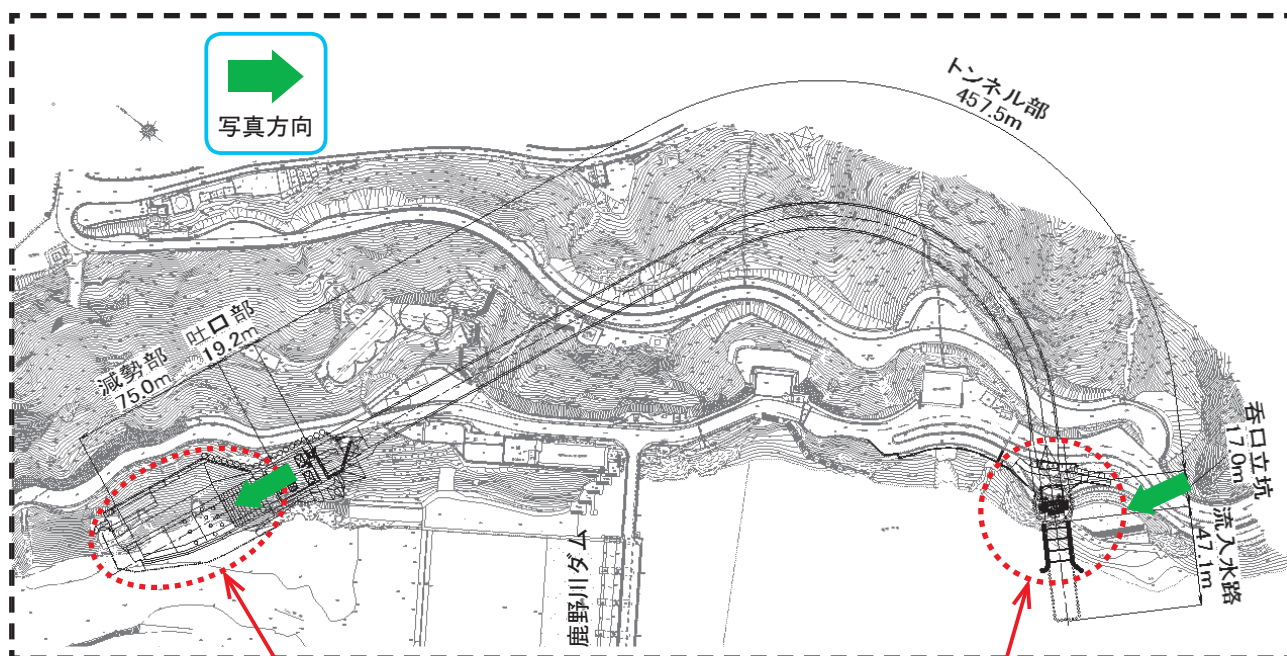 写真方向
トンネル部
457.5m
吐口部
19.2m
減勢部
75.0m
呑口立坑
17.0m
流入水路
47.1m
鹿野川ダム